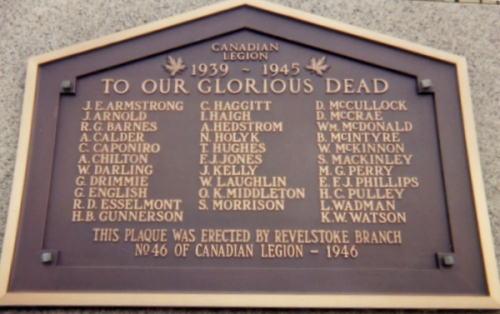 CANADIAN
LEGION
1939 ~ 1945
TO OUR GLORIOUS DEAD
J. E. ARMSTRONG
J. ARNOLD
R. G. BARNES
A. CALDER
C. CAPONIRO
A. CHILTON
W. DARLING
G. DRIMMIE
G. ENGLISH
R. D. ESSELMONT
H. B. GUNNERSON
C. HAGGITT
I. HAIGH
A. HEDSTROM
N. HOLYK
T. HUGHES
F. J. JONES
J. KELLY
W. LAUGHLIN
O. K. MIDDLETON
S. MORRISON
D. McCULLOCK
D. McCRAE
Wm. McDONALD
B. McINTYRE
W. McKINNON
S. MACKINLEY
M. G. PERRY
E. F. J. PHILLIPS
H. C. PULLEY
L. WADMAN
K. W. WATSON
THIS PLAQUE WAS ERECTED BY REVELSTOKE BRANCH
No 46 OF CANADIAN LEGION - 1946